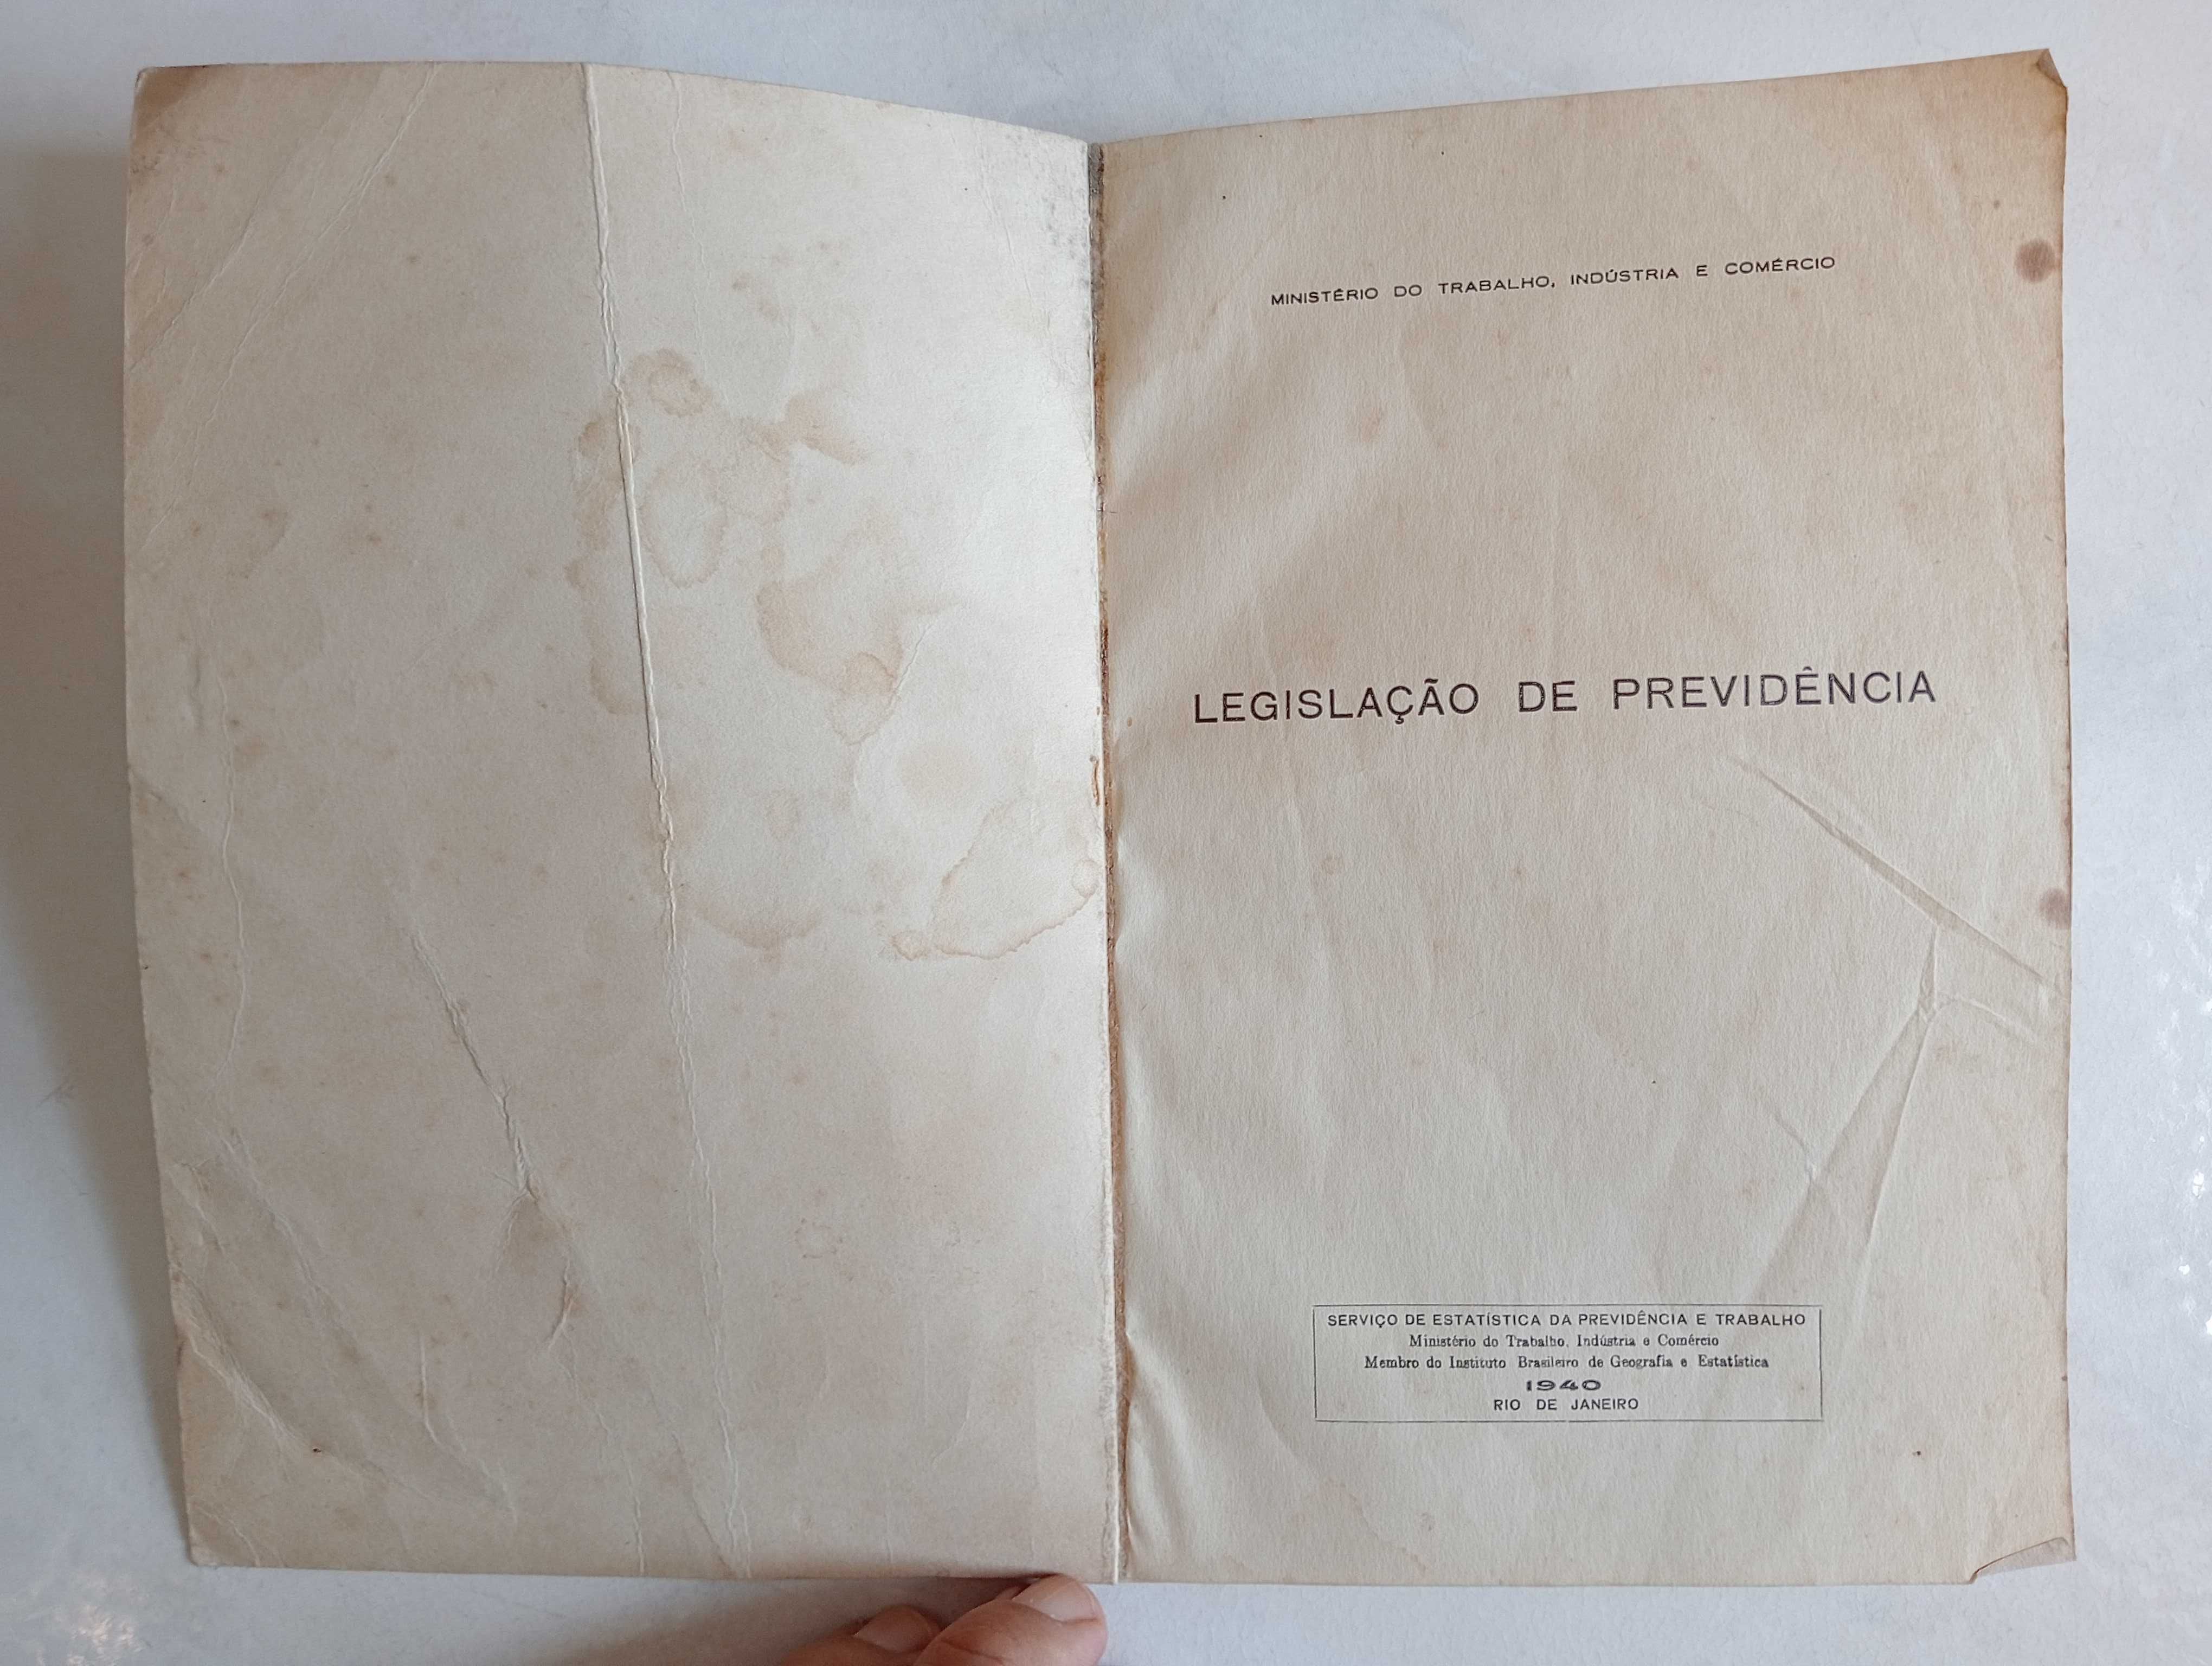 MINISTÉRIO DO TRABALHO, INDÚSTRIA E COMÉRCIO
LEGISLAÇÃO DE PREVIDÊNCIA
SERVIÇO DE ESTATÍSTICA DA PREVIDÊNCIA E TRABALHO
Ministério do Trabalho, Indústria e Comércio
Membro do Instituto Brasileiro de Geografia e Estatística
1940
RIO DE JANEIRO